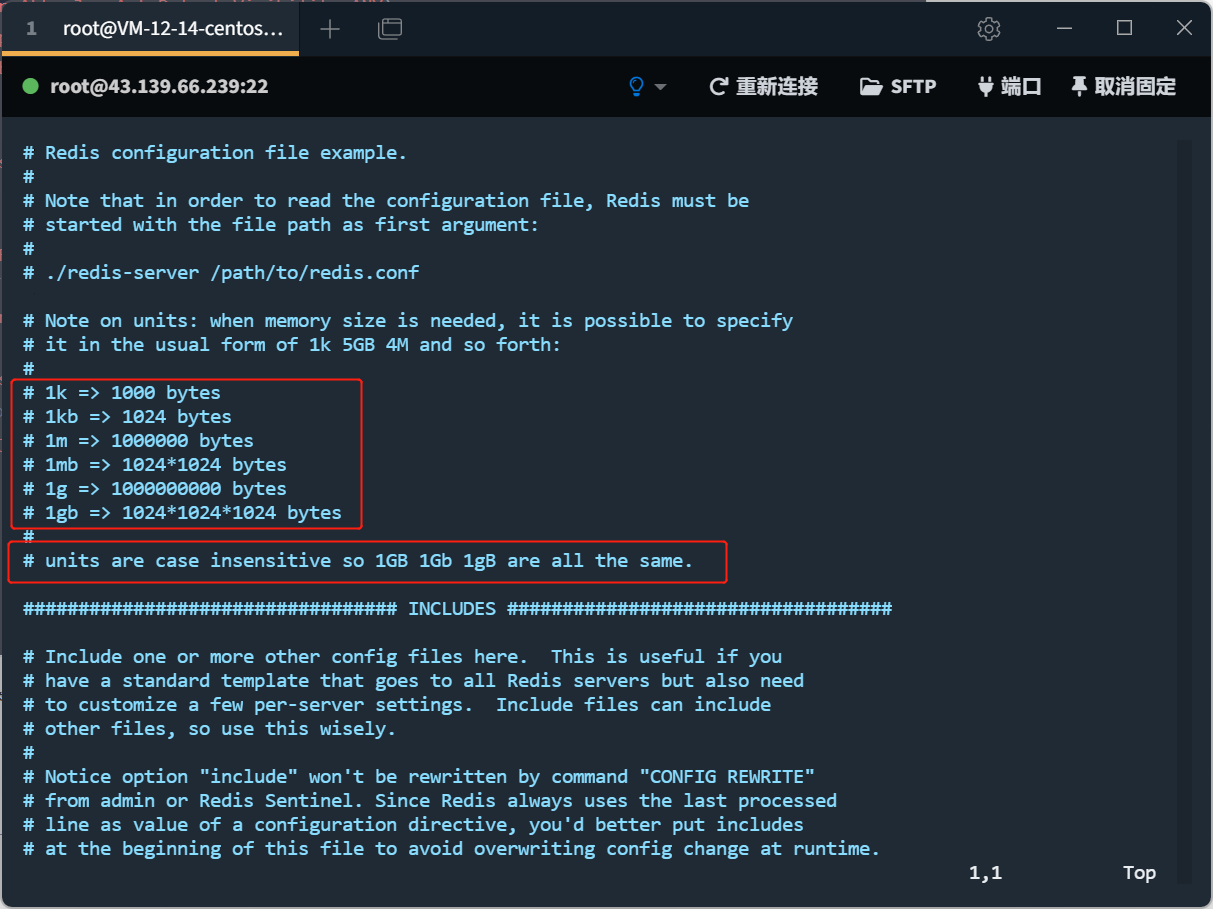 1 root@VM-12-14-centos...
root@43.139.66.239:22 重新连接 SFTP 端口 取消固定
# Redis configuration file example.
#
# Note that in order to read the configuration file, Redis must be
# started with the file path as first argument:
#
# ./redis-server /path/to/redis.conf
# Note on units: when memory size is needed, it is possible to specify
# it in the usual form of 1k 5GB 4M and so forth:
#
# 1k => 1000 bytes
# 1kb => 1024 bytes
# 1m => 1000000 bytes
# 1mb => 1024*1024 bytes
# 1g => 1000000000 bytes
# 1gb => 1024*1024*1024 bytes
#
# units are case insensitive so 1GB 1Gb 1gB are all the same.
################################## INCLUDES ###################################
# Include one or more other config files here.  This is useful if you
# have a standard template that goes to all Redis servers but also need
# to customize a few per-server settings.  Include files can include
# other files, so use this wisely.
#
# Notice option "include" won't be rewritten by command "CONFIG REWRITE"
# from admin or Redis Sentinel. Since Redis always uses the last processed
# line as value of a configuration directive, you'd better put includes
# at the beginning of this file to avoid overwriting config change at runtime.
1,1 Top